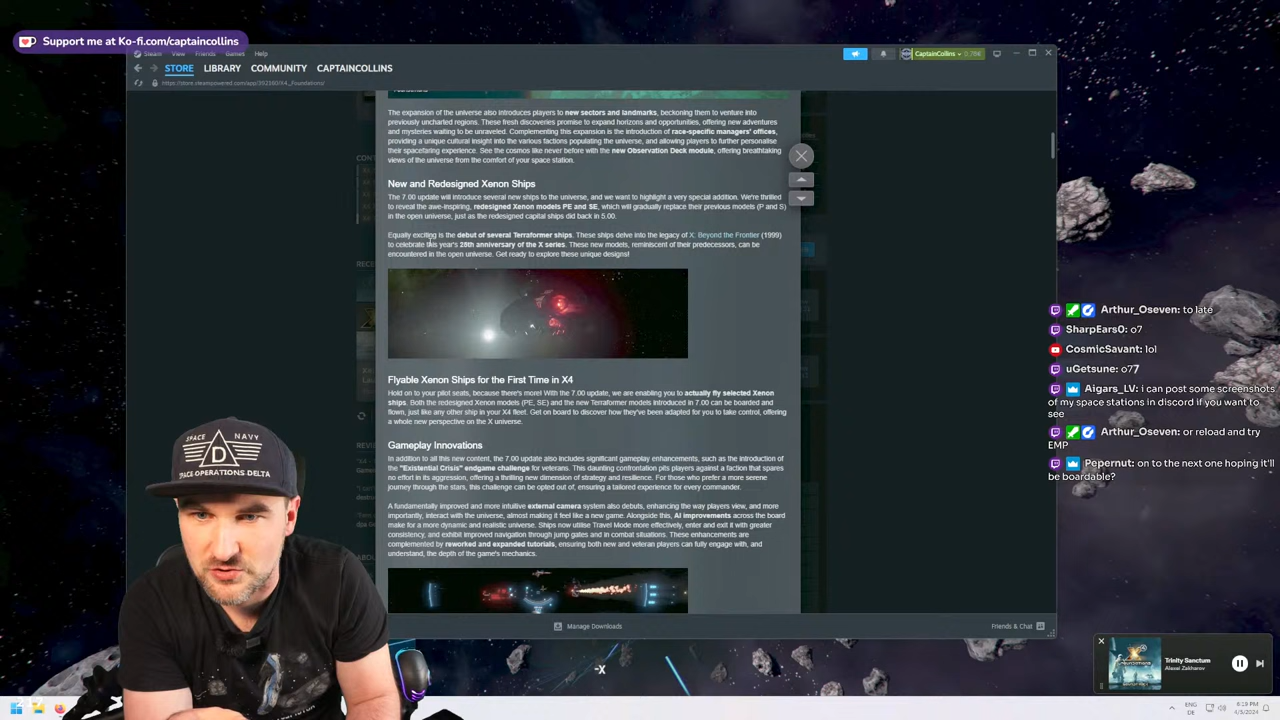 Support me at Ko-fi.com/captaincollins
Steam View Friends Games Help
CaptainCollins
STORE LIBRARY COMMUNITY CAPTAINCOLLINS
https://store.steampowered.com/app/392160/X4_Foundations/
The expansion of the universe also introduces players to new sectors and landmarks, beckoning them to venture into
previously uncharted regions. These fresh discoveries promise to expand horizons and opportunities, offering new adventures
and mysteries waiting to be unraveled. Complementing this expansion is the introduction of race-specific managers' offices,
providing a unique cultural insight into the various factions populating the universe, and allowing players to further personalise
their spacefaring experience. See the cosmos like never before with the new Observation Deck module, offering breathtaking
views of the universe from the comfort of your space station.
New and Redesigned Xenon Ships
The 7.00 update will introduce several new ships to the universe, and we want to highlight a very special addition. We're thrilled
to reveal the awe-inspiring, redesigned Xenon models PE and SE, which will gradually replace their previous models (P and S)
in the open universe, just as the redesigned capital ships did back in 5.00.
Equally exciting is the debut of several Terraformer ships. These ships delve into the legacy of X: Beyond the Frontier (1999)
to celebrate this year's 25th anniversary of the X series. These new models, reminiscent of their predecessors, can be
encountered in the open universe. Get ready to explore these unique designs!
Flyable Xenon Ships for the First Time in X4
Hold on to your pilot seats, because there's more! With the 7.00 update, we are enabling you to actually fly selected Xenon
ships. Both the redesigned Xenon models (PE, SE) and the new Terraformer models introduced in 7.00 can be boarded and
flown, just like any other ship in your X4 fleet. Get on board to discover how they've been adapted for you to take control, offering
a whole new perspective on the X universe.
Gameplay Innovations
In addition to all this new content, the 7.00 update also includes significant gameplay enhancements, such as the introduction of
the "Existential Crisis" endgame challenge for veterans. This daunting confrontation pits players against a faction that spares
no effort in its aggression, offering a thrilling new dimension of strategy and resilience. For those who prefer a more serene
journey through the stars, this challenge can be opted out of, ensuring a tailored experience for every commander.
A fundamentally improved and more intuitive external camera system also debuts, enhancing the way players view, and more
importantly, interact with the universe, almost making it feel like a new game. Alongside this, AI improvements across the board
make for a more dynamic and realistic universe. Ships now utilise Travel Mode more effectively, enter and exit it with greater
consistency, and exhibit improved navigation through jump gates and in combat situations. These enhancements are
complemented by reworked and expanded tutorials, ensuring both new and veteran players can fully engage with, and
understand, the depth of the game's mechanics.
Manage Downloads
Friends & Chat
Arthur_Oseven: to late
SharpEars0: o7
CosmicSavant: lol
uGetsune: o77
Aigars_LV: i can post some screenshots
of my space stations in discord if you want to
see
Arthur_Oseven: or reload and try
EMP
Pepernut: on to the next one hoping it'll
be boardable?
SPACE NAVY
D
SPACE OPERATIONS DELTA
-X
Trinity Sanctum
Alexei Zakharov
ENG
DE
6:19 PM
4/5/2024